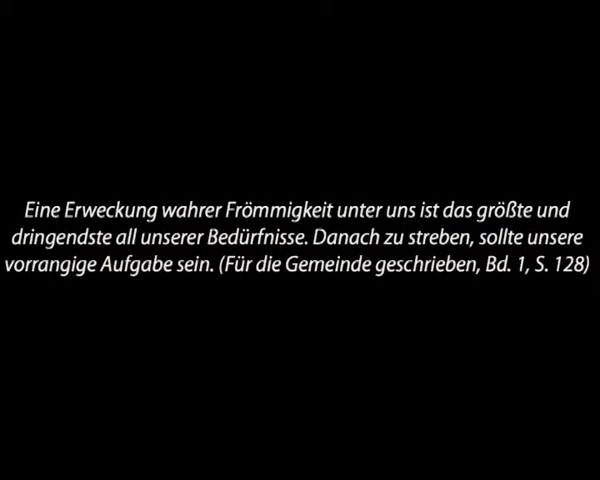 Eine Erweckung wahrer Frömmigkeit unter uns ist das größte und
dringendste all unserer Bedürfnisse. Danach zu streben, sollte unsere
vorrangige Aufgabe sein. (Für die Gemeinde geschrieben, Bd. 1, S. 128)